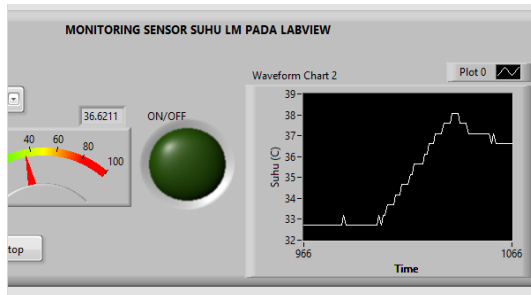 MONITORING SENSOR SUHU LM PADA LABVIEW
Waveform Chart 2
Plot 0
36.6211
ON/OFF
40 60 80 100
39
38
37
36
35
34
33
32
Suhu (C)
966
1066
Time
top